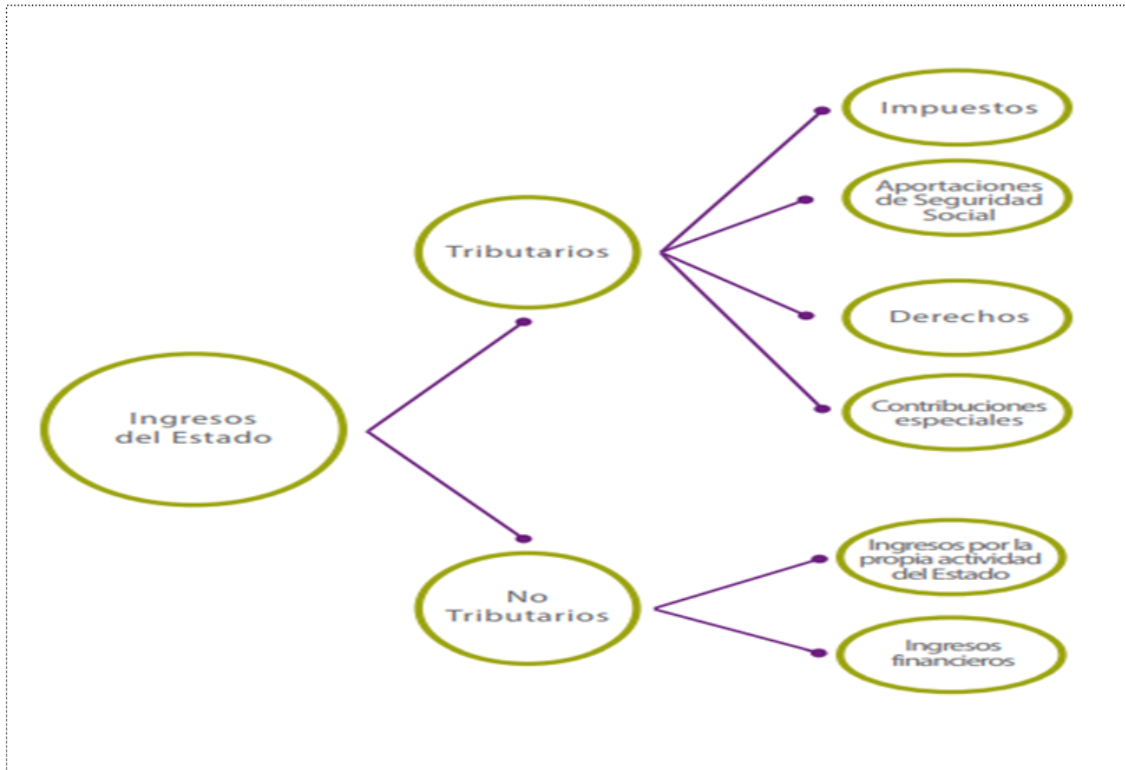 Ingresos
del Estado
Tributarios
Impuestos
Aportaciones
de Seguridad
Social
Derechos
Contribuciones
especiales
No
Tributarios
Ingresos por la
propia actividad
del Estado
Ingresos
financieros